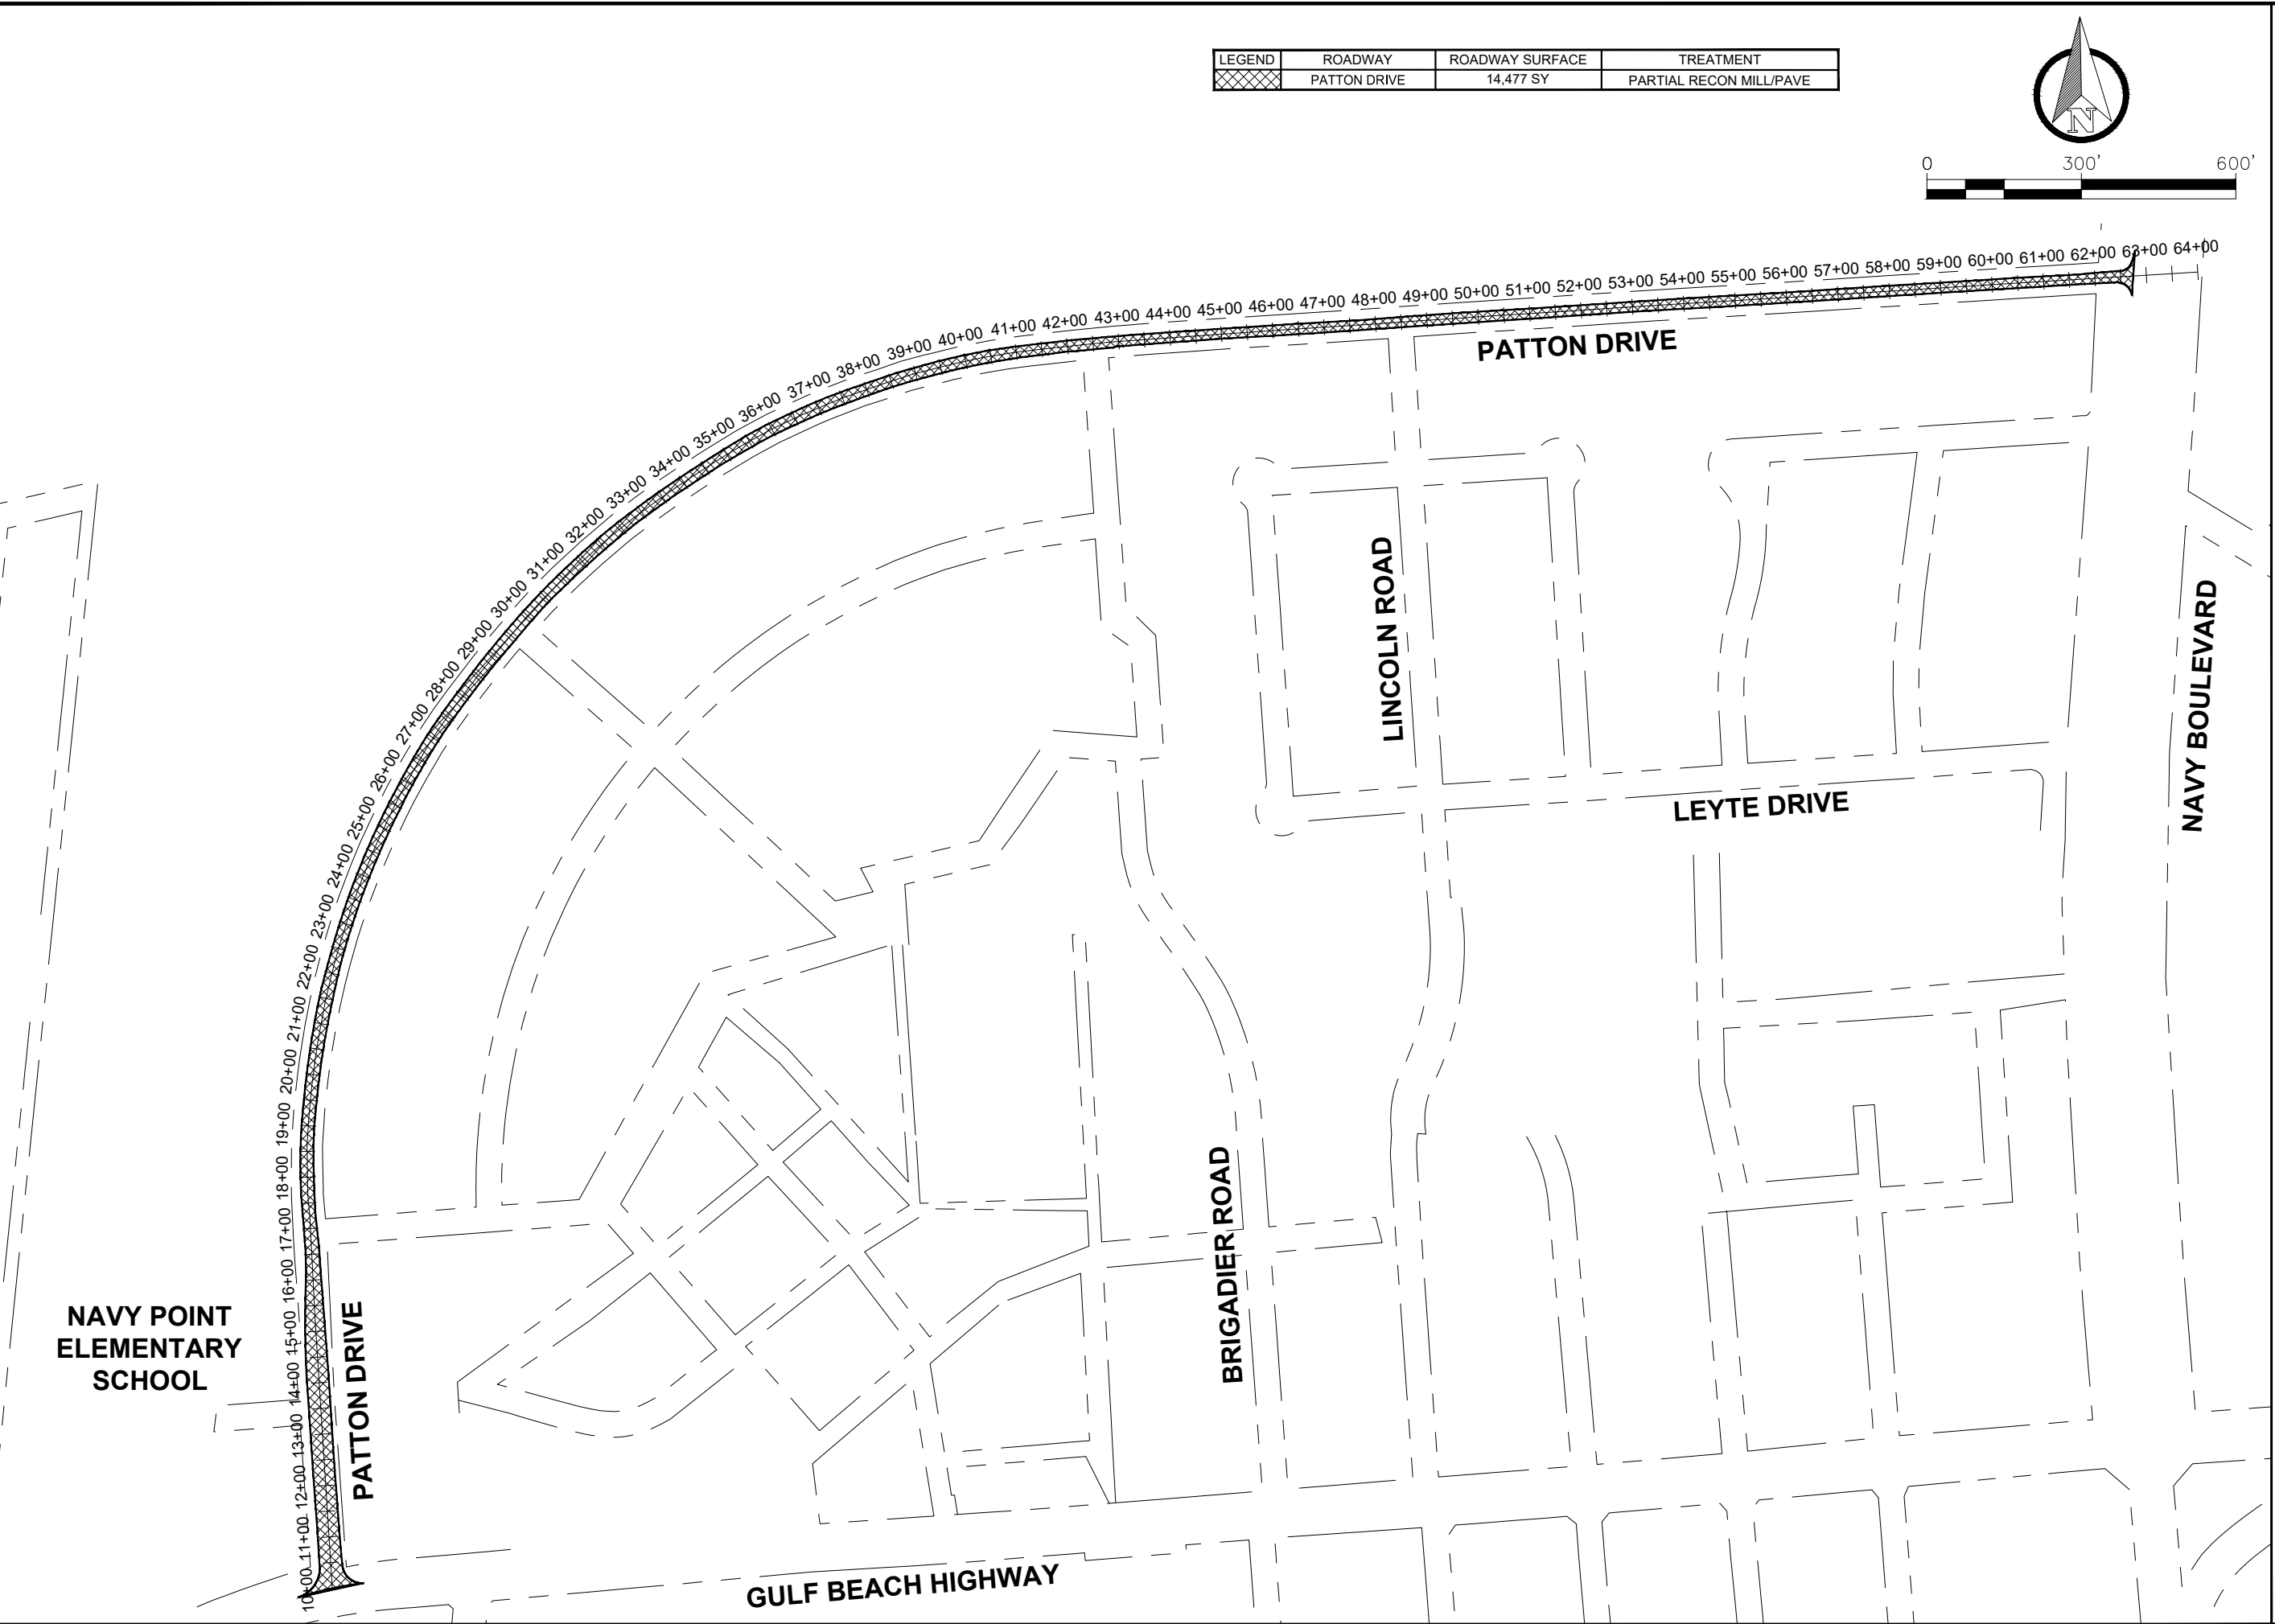 LEGEND ROADWAY ROADWAY SURFACE TREATMENT
PATTON DRIVE 14,477 SY PARTIAL RECON MILL/PAVE
N
0 300' 600'
10+00 11+00 12+00 13+00 14+00 15+00 16+00 17+00 18+00 19+00 20+00 21+00 22+00 23+00 24+00 25+00 26+00 27+00 28+00 29+00 30+00 31+00 32+00 33+00 34+00 35+00 36+00 37+00 38+00 39+00 40+00 41+00 42+00 43+00 44+00 45+00 46+00 47+00 48+00 49+00 50+00 51+00 52+00 53+00 54+00 55+00 56+00 57+00 58+00 59+00 60+00 61+00 62+00 63+00 64+00
PATTON DRIVE
LINCOLN ROAD
NAVY BOULEVARD
LEYTE DRIVE
BRIGADIER ROAD
NAVY POINT
ELEMENTARY
SCHOOL
PATTON DRIVE
GULF BEACH HIGHWAY